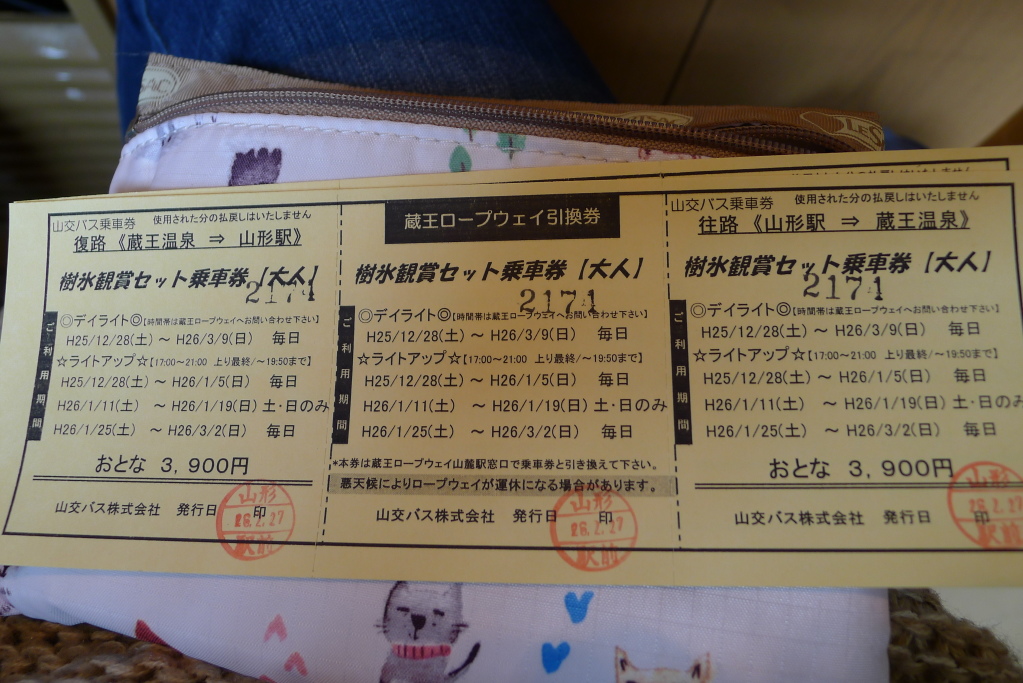 LeS
山交バス乗車券 使用された分の払戻しはいたしません
復路《蔵王温泉 ⇒ 山形駅》
樹氷観賞セット乗車券【大人】
2171
ご利用期間
◎デイライト◎【時間帯は蔵王ロープウェイへお問い合わせ下さい】
H25/12/28(土) ～ H26/3/9(日) 毎日
☆ライトアップ☆【17:00～21:00 上り最終/～19:50まで】
H25/12/28(土) ～ H26/1/5(日) 毎日
H26/1/11(土) ～ H26/1/19(日) 土・日のみ
H26/1/25(土) ～ H26/3/2(日) 毎日
おとな 3,900円
山交バス株式会社 発行日 印
山形
26.2.27
駅前
蔵王ロープウェイ引換券
樹氷観賞セット乗車券【大人】
2171
ご利用期間
◎デイライト◎【時間帯は蔵王ロープウェイへお問い合わせ下さい】
H25/12/28(土) ～ H26/3/9(日) 毎日
☆ライトアップ☆【17:00～21:00 上り最終/～19:50まで】
H25/12/28(土) ～ H26/1/5(日) 毎日
H26/1/11(土) ～ H26/1/19(日) 土・日のみ
H26/1/25(土) ～ H26/3/2(日) 毎日
*本券は蔵王ロープウェイ山麓駅窓口で乗車券と引き換えて下さい。
悪天候によりロープウェイが運休になる場合があります。
山交バス株式会社 発行日 印
山形
26.2.27
駅前
山交バス乗車券 使用された分の払戻しはいたしません
往路《山形駅 ⇒ 蔵王温泉》
樹氷観賞セット乗車券【大人】
2171
ご利用期間
◎デイライト◎【時間帯は蔵王ロープウェイへお問い合わせ下さい】
H25/12/28(土) ～ H26/3/9(日) 毎日
☆ライトアップ☆【17:00～21:00 上り最終/～19:50まで】
H25/12/28(土) ～ H26/1/5(日) 毎日
H26/1/11(土) ～ H26/1/19(日) 土・日のみ
H26/1/25(土) ～ H26/3/2(日) 毎日
おとな 3,900円
山交バス株式会社 発行日 印
山形
26.2.27
駅前